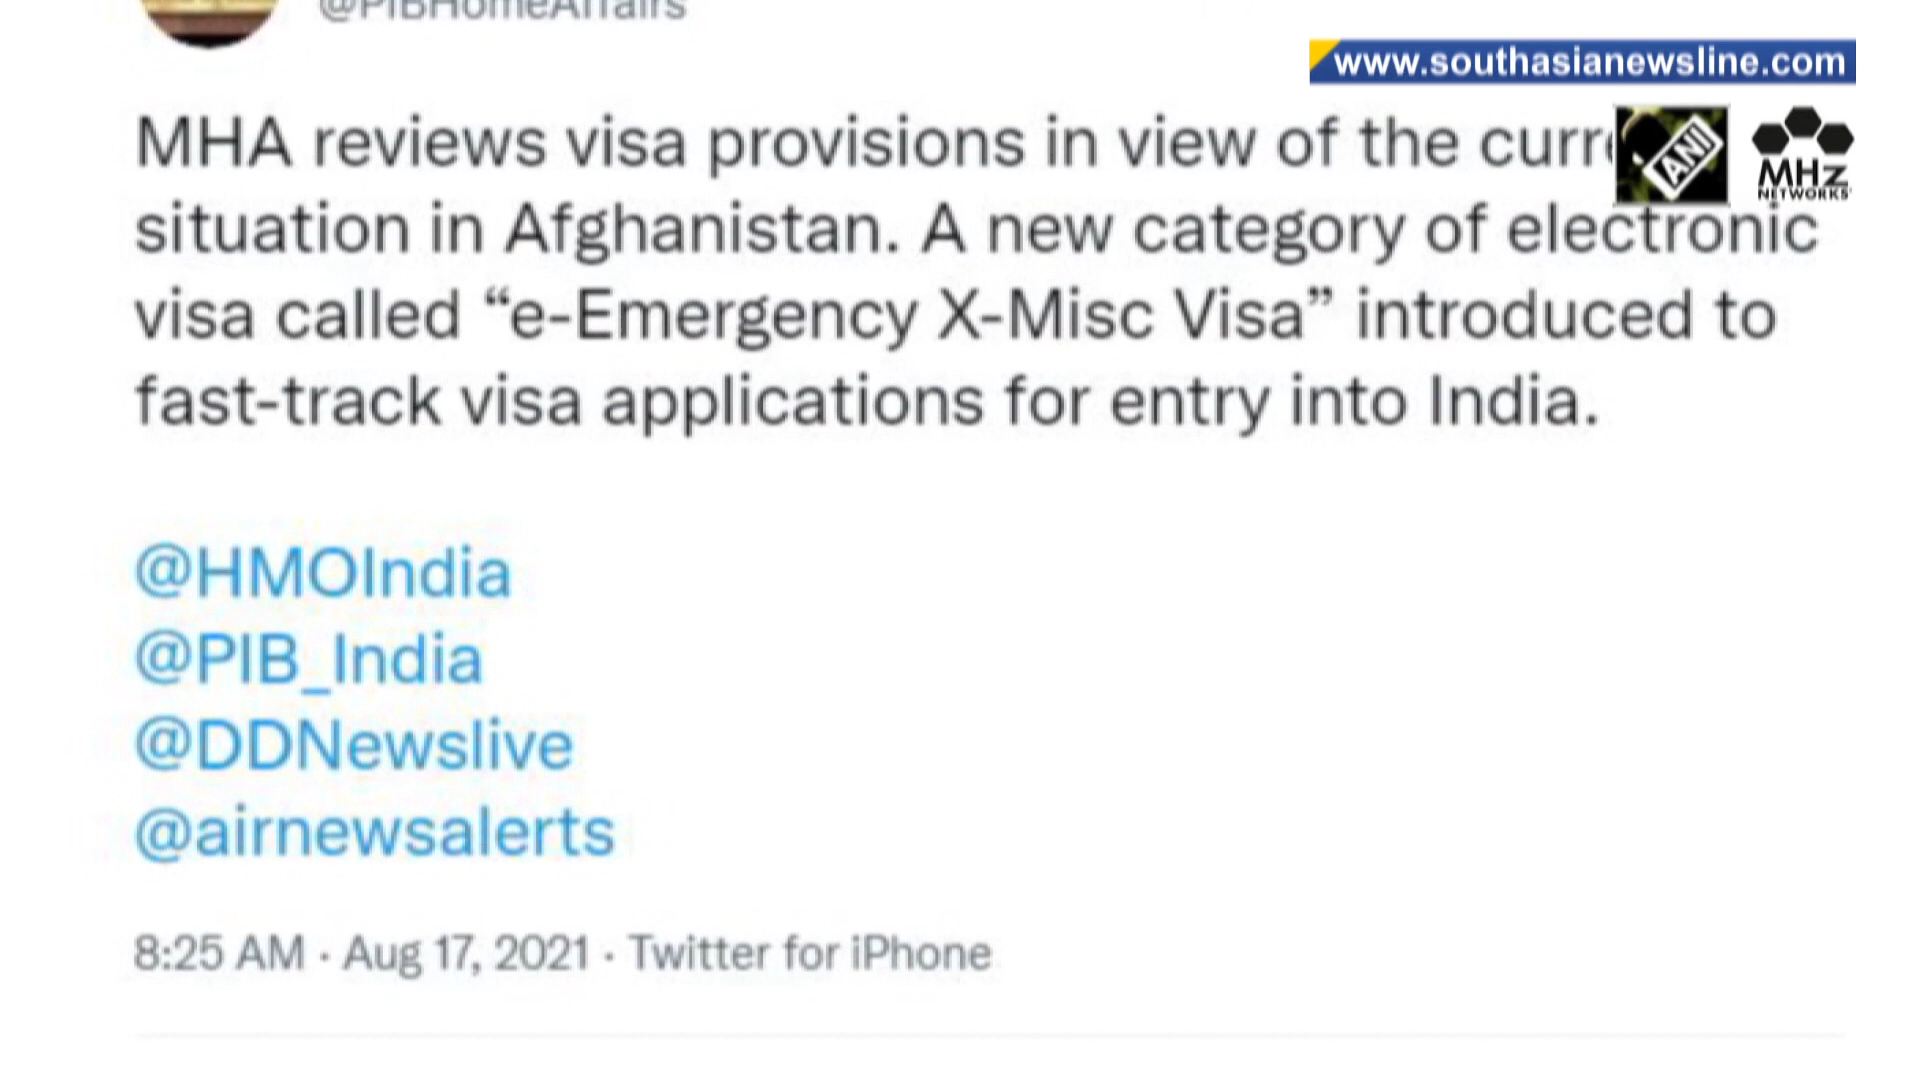 @PIBHomeAffairs
www.southasianewsline.com
MHA reviews visa provisions in view of the
situation in Afghanistan. A new category of electronic
visa called “e-Emergency X-Misc Visa” introduced to
fast-track visa applications for entry into India.
ANI
MHz
NETWORKS
@HMOIndia
@PIB_India
@DDNewslive
@airnewsalerts
8:25 AM · Aug 17, 2021 · Twitter for iPhone